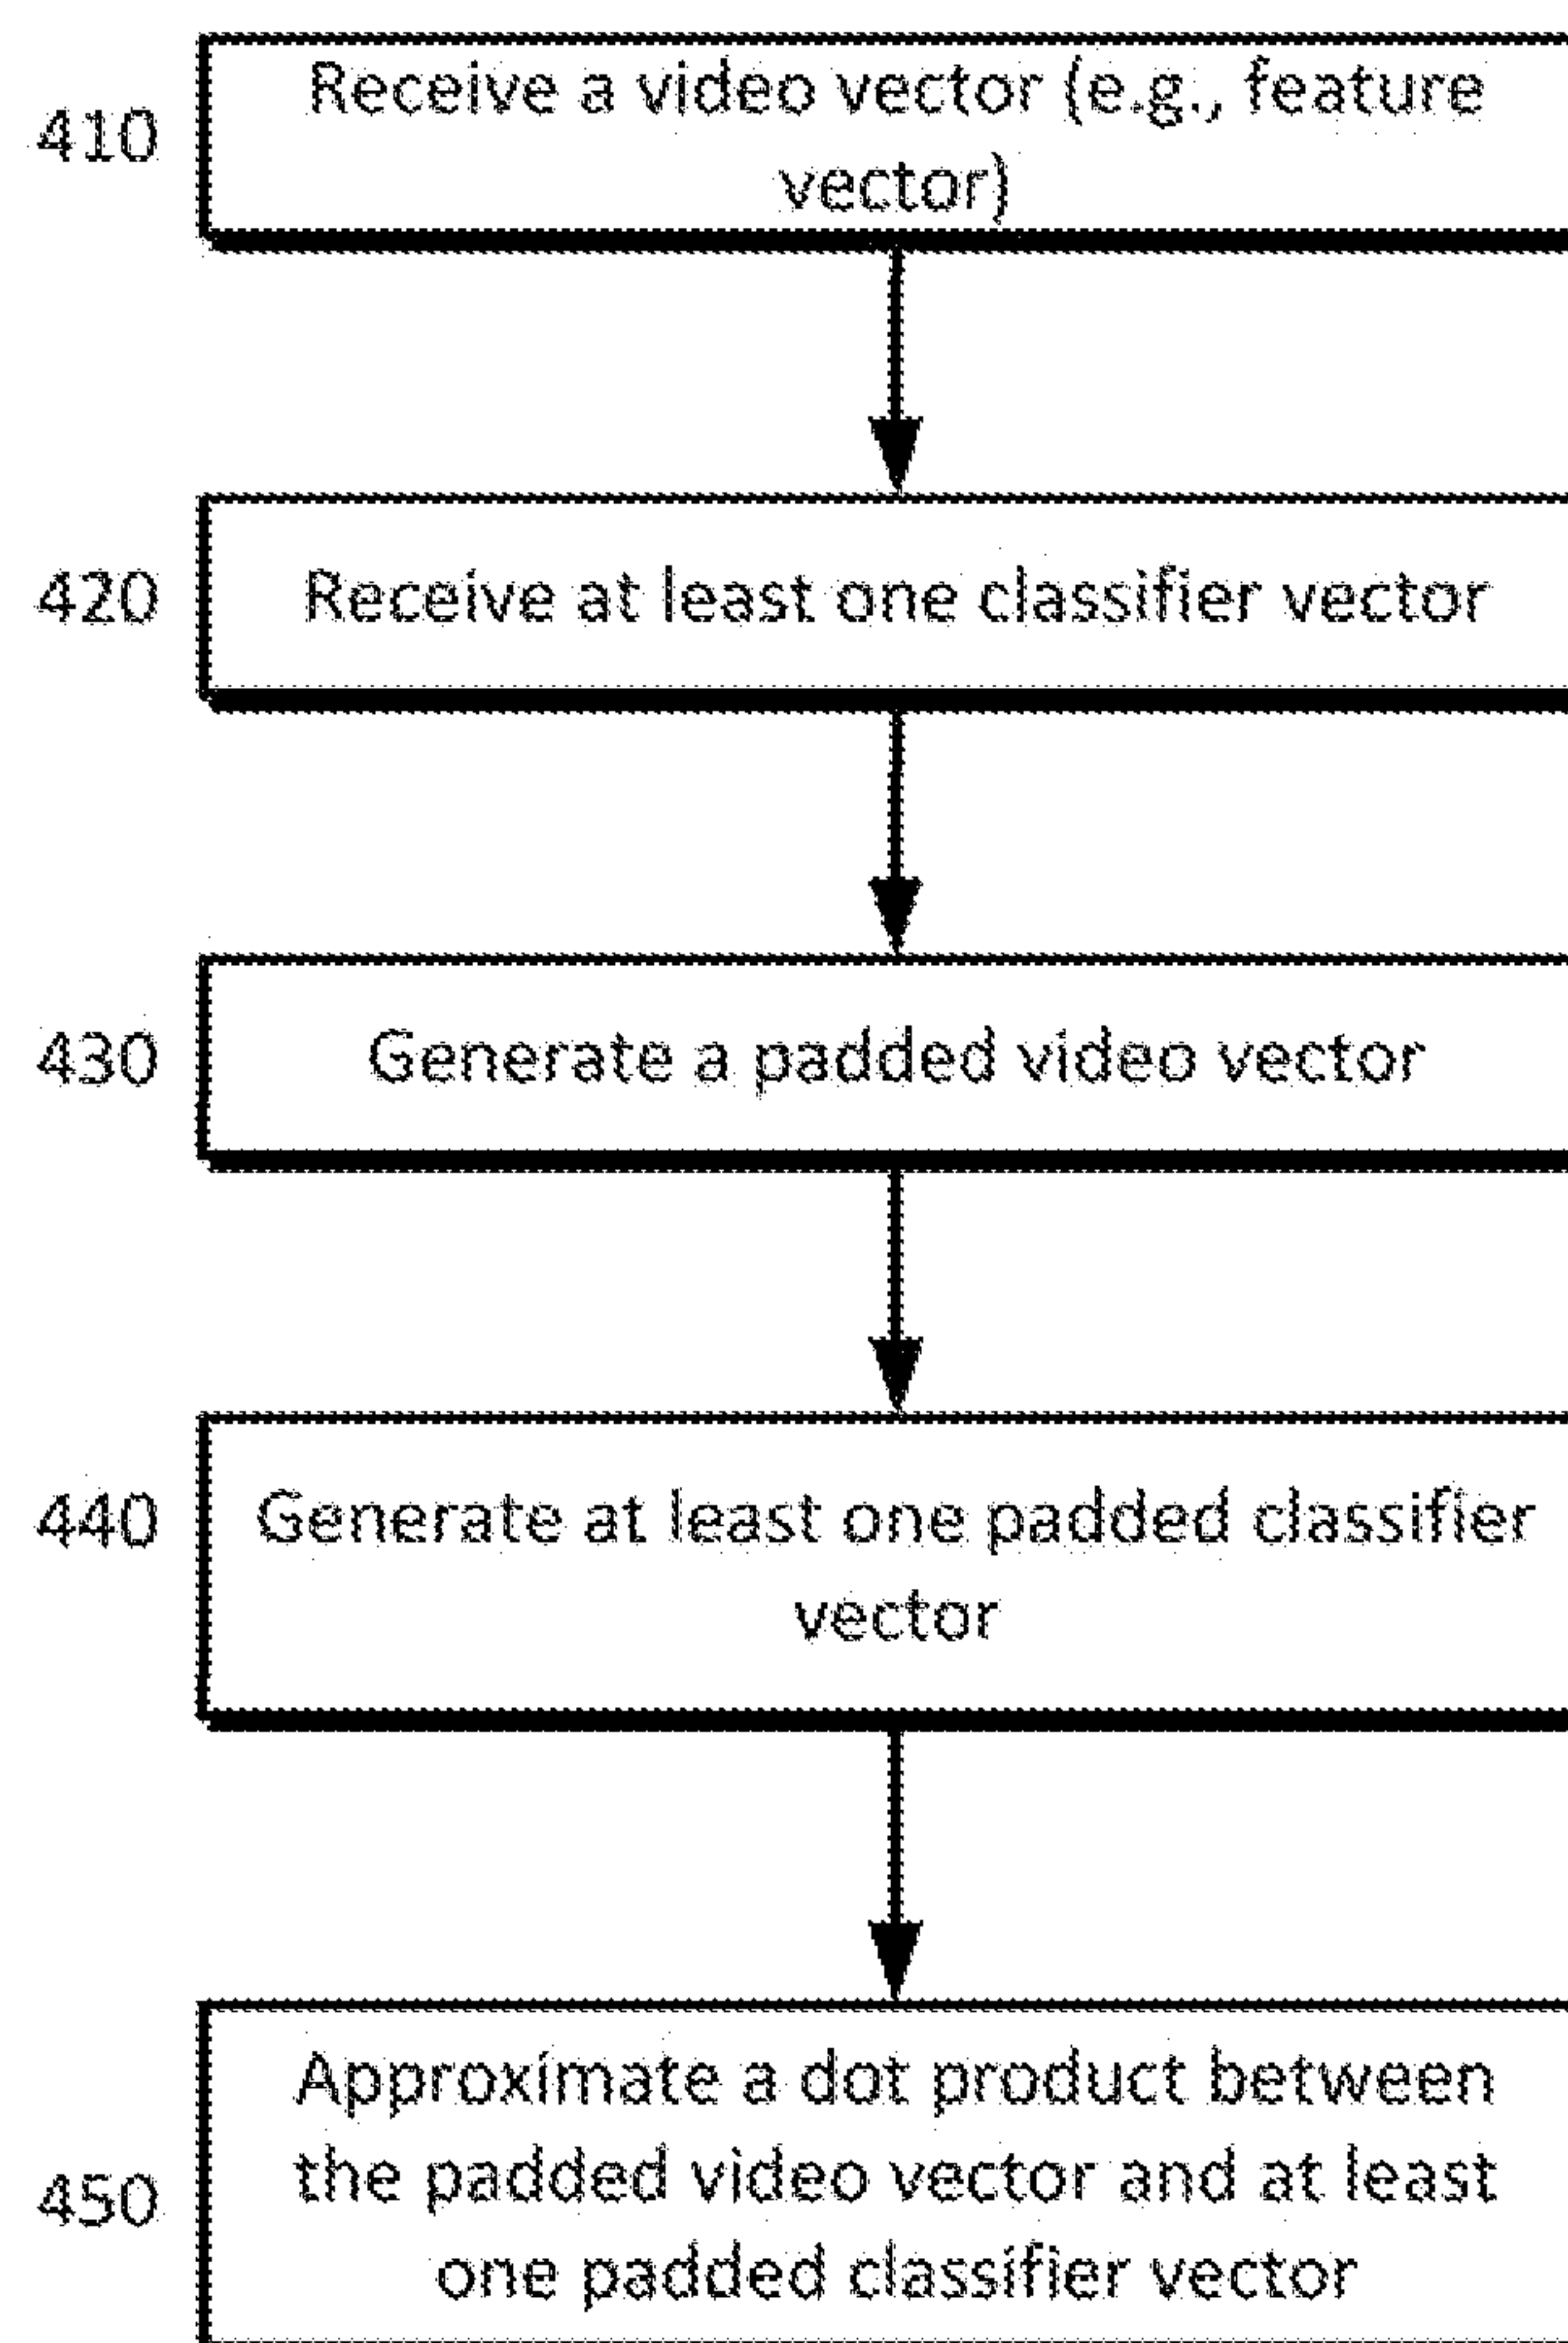 Receive a video vector (e.g., feature
vector)
410
Receive at least one classifier vector
420
Generate a padded video vector
430
Generate at least one padded classifier
vector
440
Approximate a dot product between
the padded video vector and at least
one padded classifier vector
450